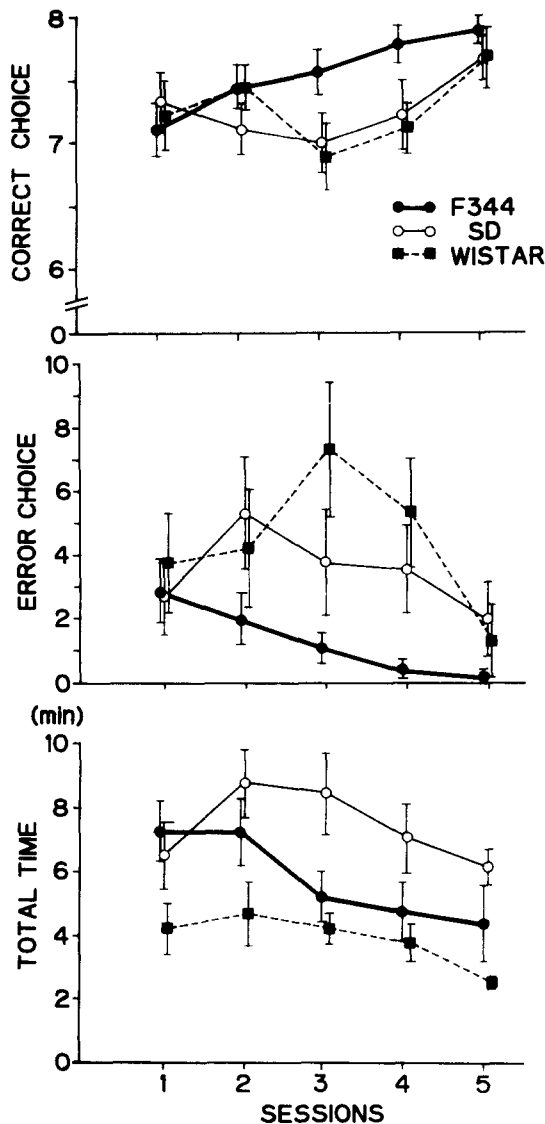 8
7
6
0
CORRECT CHOICE
F344
SD
WISTAR
10
8
6
4
2
0
ERROR CHOICE
(min)
10
8
6
4
2
0
TOTAL TIME
1 2 3 4 5
SESSIONS